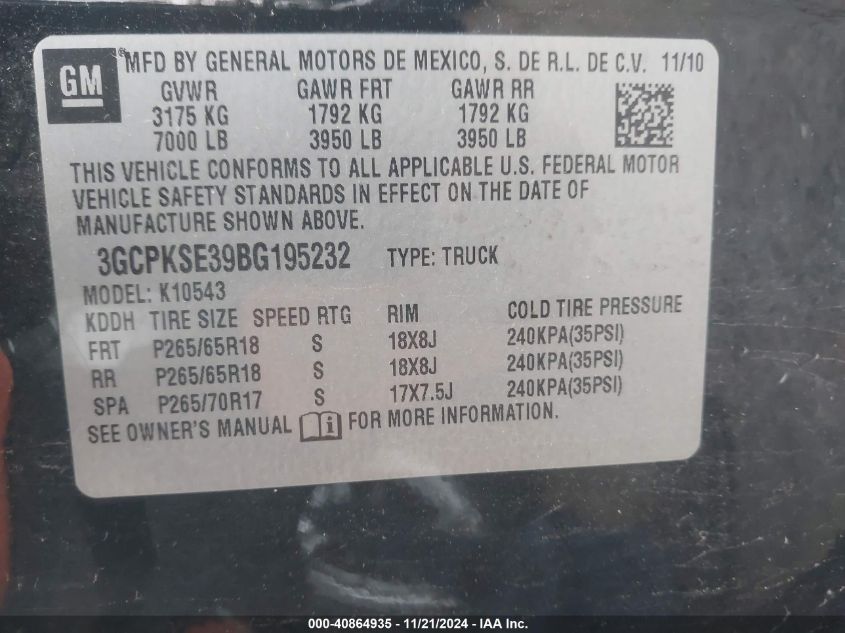 GM ® MFD BY GENERAL MOTORS DE MEXICO, S. DE R.L. DE C.V. 11/10
GVWR GAWR FRT GAWR RR
3175 KG 1792 KG 1792 KG
7000 LB 3950 LB 3950 LB
THIS VEHICLE CONFORMS TO ALL APPLICABLE U.S. FEDERAL MOTOR
VEHICLE SAFETY STANDARDS IN EFFECT ON THE DATE OF
MANUFACTURE SHOWN ABOVE.
3GCPKSE39BG195232 TYPE: TRUCK
MODEL: K10543
KDDH TIRE SIZE SPEED RTG RIM COLD TIRE PRESSURE
FRT P265/65R18 S 18X8J 240KPA(35PSI)
RR P265/65R18 S 18X8J 240KPA(35PSI)
SPA P265/70R17 S 17X7.5J 240KPA(35PSI)
SEE OWNER'S MANUAL i FOR MORE INFORMATION.
000-40864935 - 11/21/2024 - IAA Inc.